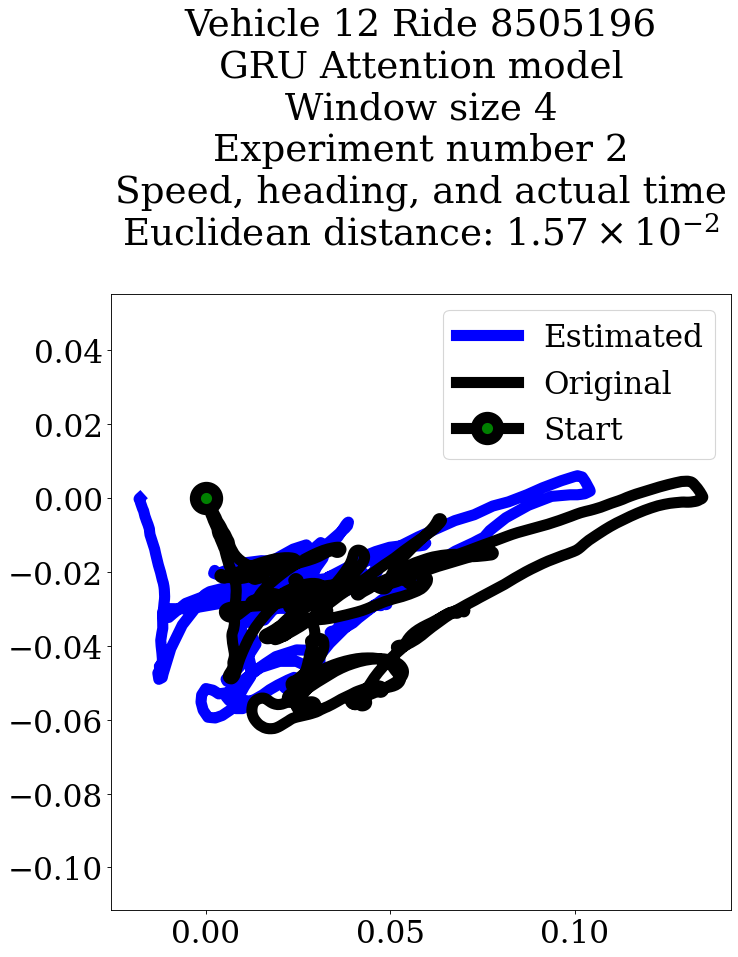 Vehicle 12 Ride 8505196
GRU Attention model
Window size 4
Experiment number 2
Speed, heading, and actual time
Euclidean distance: $1.57 \times 10^{-2}$
Estimated
Original
Start
0.04
0.02
0.00
−0.02
−0.04
−0.06
−0.08
−0.10
0.00 0.05 0.10